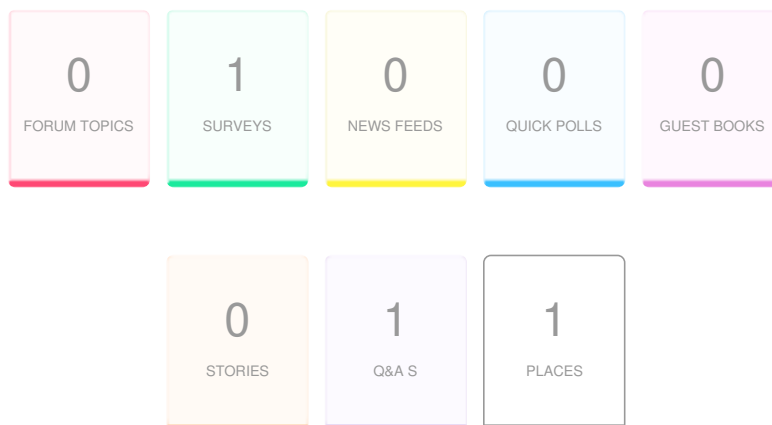 0 1 0 0 0
FORUM TOPICS SURVEYS NEWS FEEDS QUICK POLLS GUEST BOOKS
0 1 1
STORIES Q&A S PLACES